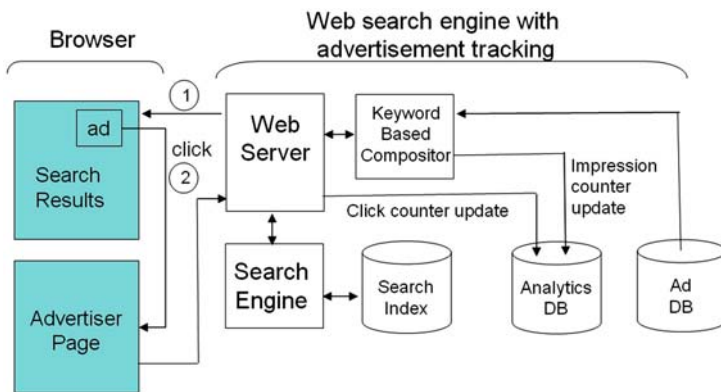 Browser
Web search engine with
advertisement tracking
1
ad
click
2
Search
Results
Web
Server
Keyword
Based
Compositor
Impression
counter
update
Click counter update
Search
Engine
Search
Index
Analytics
DB
Ad
DB
Advertiser
Page